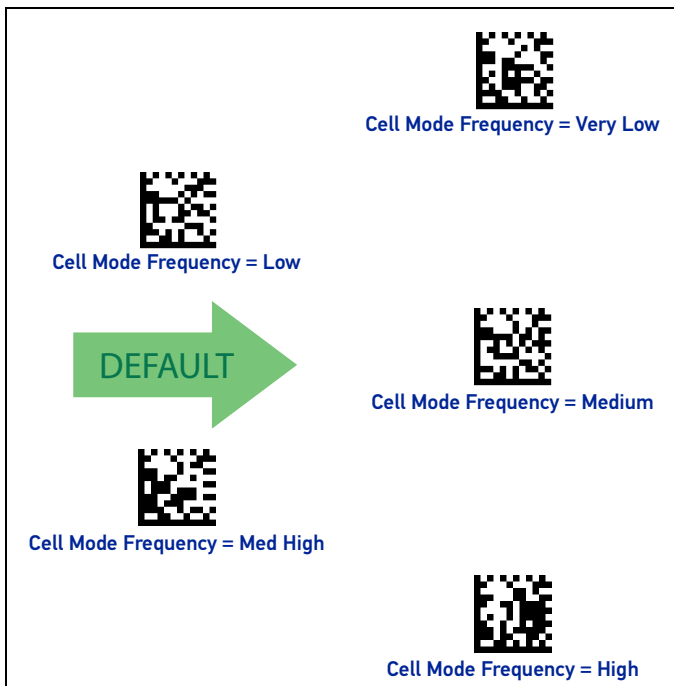 Cell Mode Frequency = Very Low
Cell Mode Frequency = Low
DEFAULT
Cell Mode Frequency = Medium
Cell Mode Frequency = Med High
Cell Mode Frequency = High